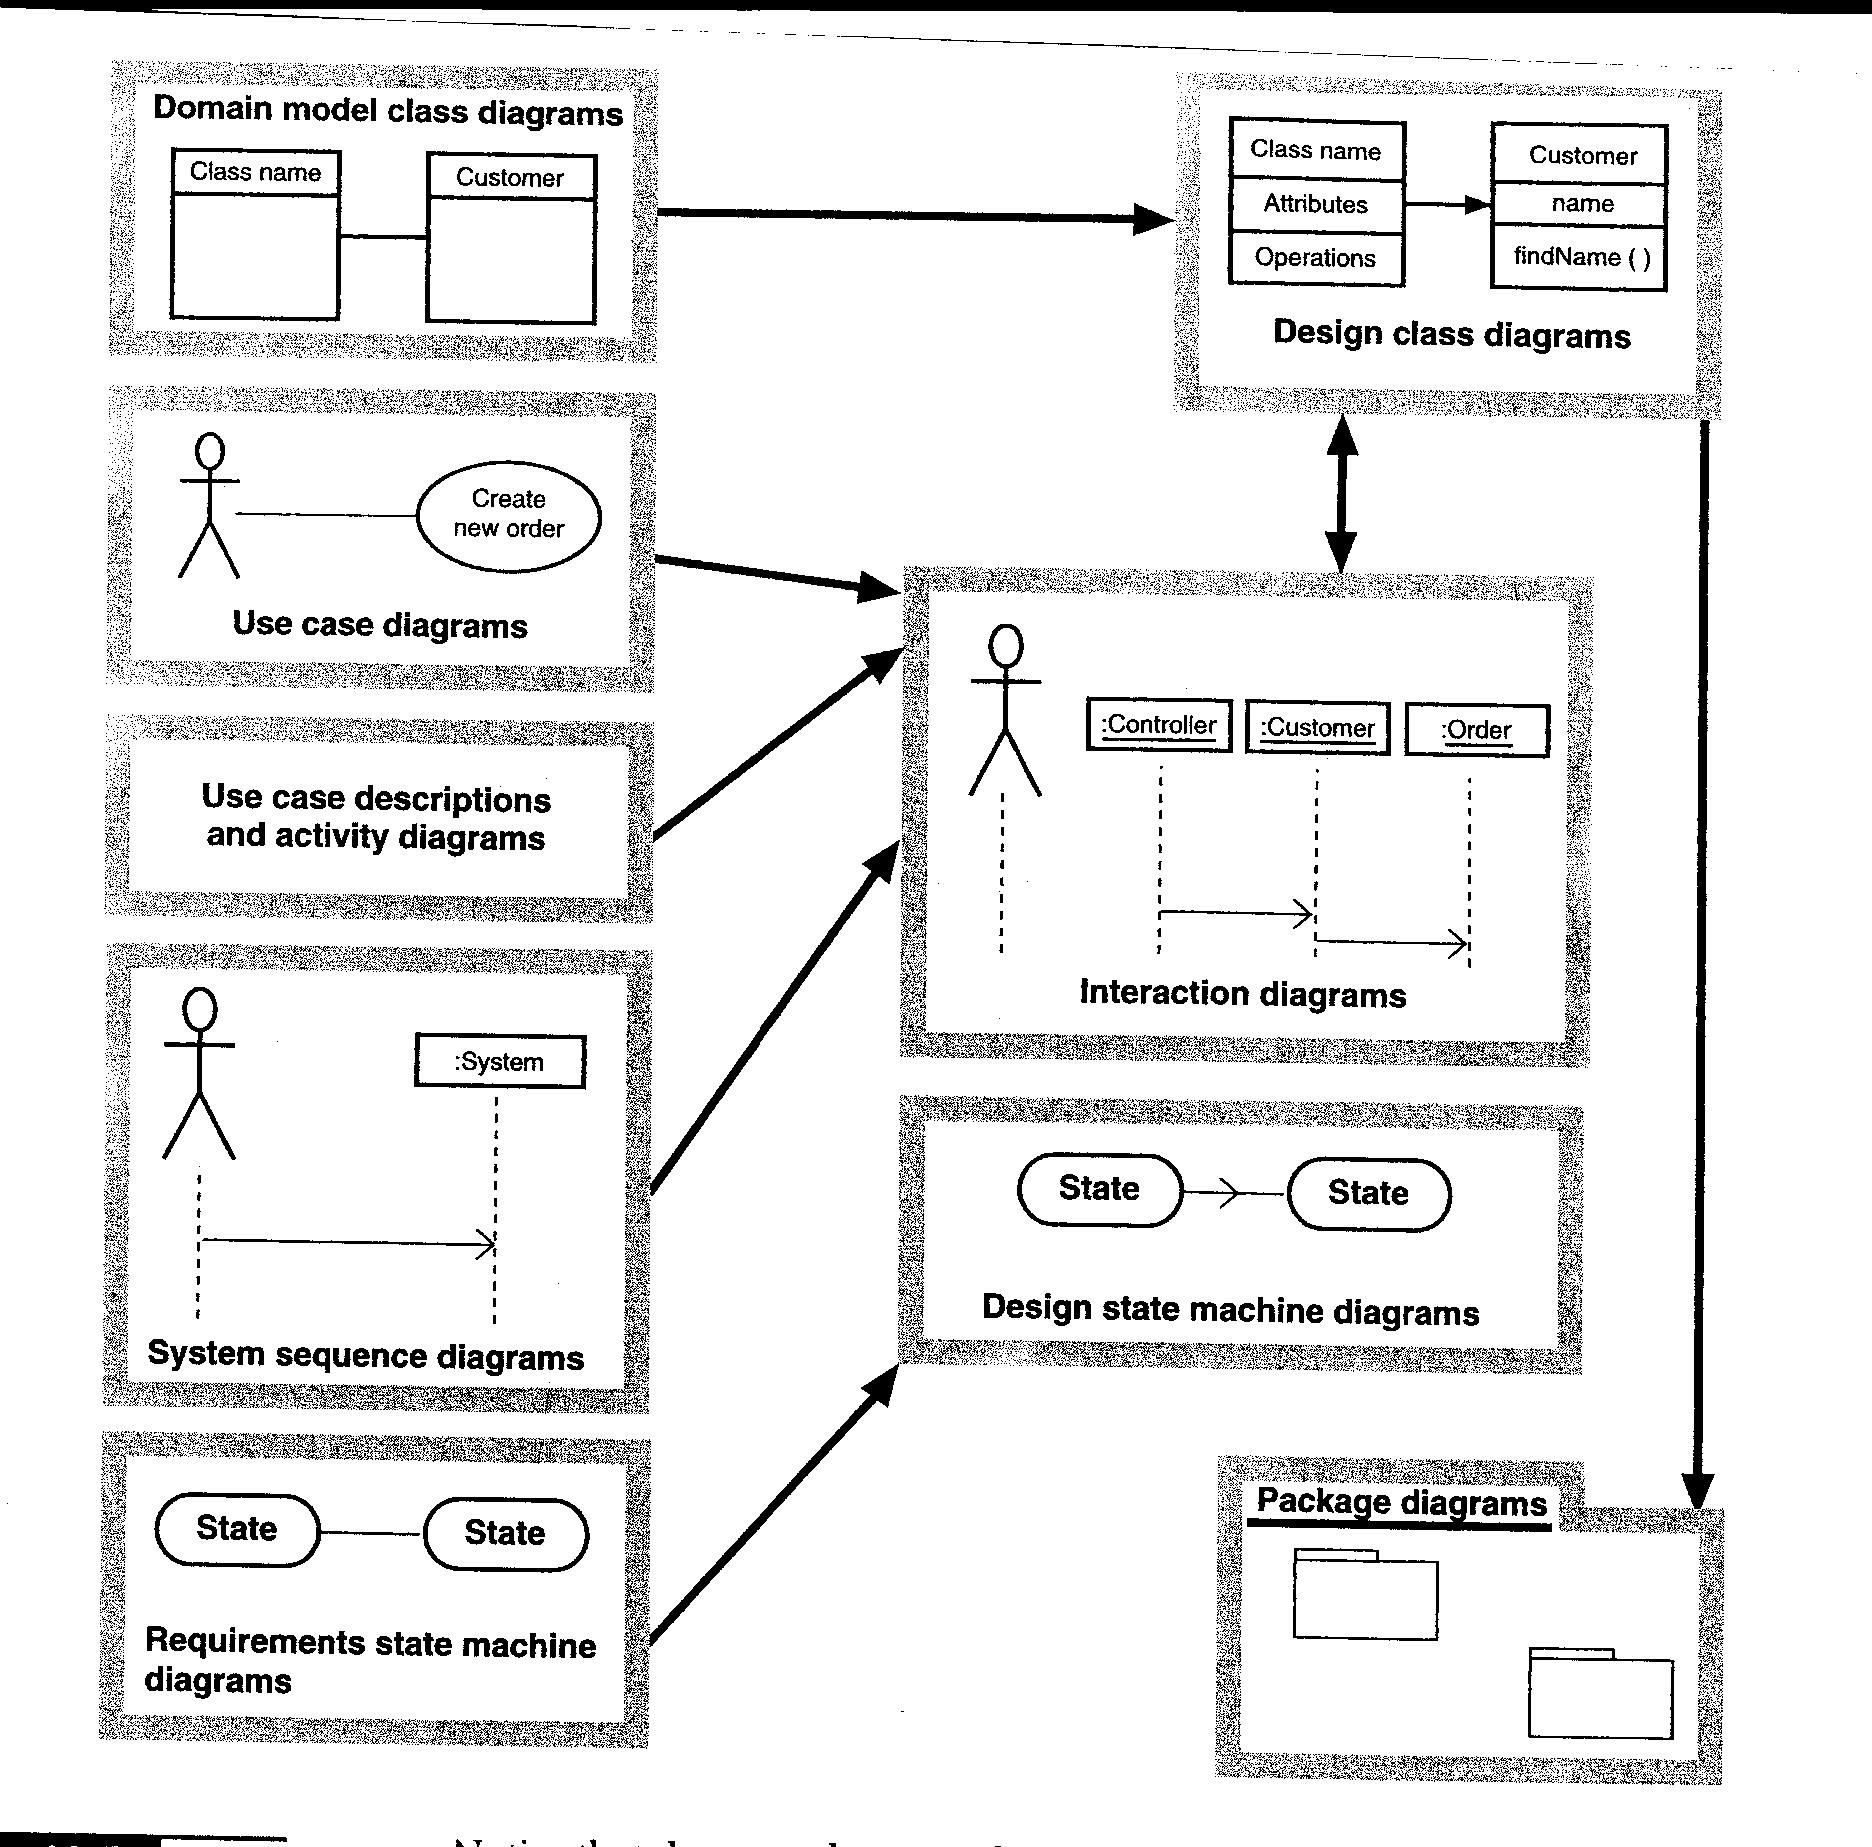 Domain model class diagrams
Class name
Customer
Class name
Attributes
Operations
Customer
name
findName ( )
Design class diagrams
Create
new order
Use case diagrams
Use case descriptions
and activity diagrams
:Controller
:Customer
:Order
Interaction diagrams
:System
System sequence diagrams
State
State
Design state machine diagrams
State
State
Requirements state machine
diagrams
Package diagrams